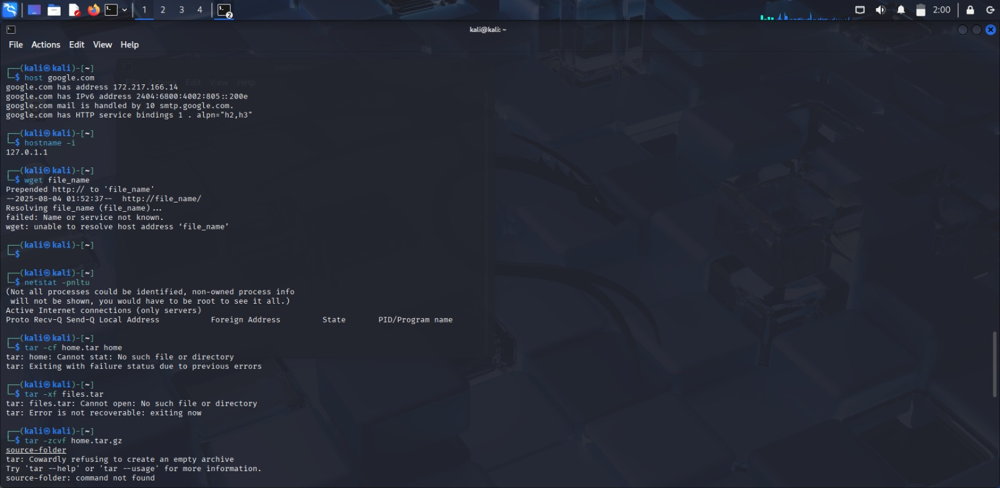 1 2 3 4 2 2:00
kali@kali: ~
File Actions Edit View Help
┌──(kali㉿kali)-[~]
└─$ host google.com
google.com has address 172.217.166.14
google.com has IPv6 address 2404:6800:4002:805::200e
google.com mail is handled by 10 smtp.google.com.
google.com has HTTP service bindings 1 . alpn="h2,h3"
┌──(kali㉿kali)-[~]
└─$ hostname -i
127.0.1.1
┌──(kali㉿kali)-[~]
└─$ wget file_name
Prepended http:// to 'file_name'
--2025-08-04 01:52:37--  http://file_name/
Resolving file_name (file_name)...
failed: Name or service not known.
wget: unable to resolve host address ‘file_name’
┌──(kali㉿kali)-[~]
└─$
┌──(kali㉿kali)-[~]
└─$ netstat -pnltu
(Not all processes could be identified, non-owned process info
will not be shown, you would have to be root to see it all.)
Active Internet connections (only servers)
Proto Recv-Q Send-Q Local Address           Foreign Address         State       PID/Program name
┌──(kali㉿kali)-[~]
└─$ tar -cf home.tar home
tar: home: Cannot stat: No such file or directory
tar: Exiting with failure status due to previous errors
┌──(kali㉿kali)-[~]
└─$ tar -xf files.tar
tar: files.tar: Cannot open: No such file or directory
tar: Error is not recoverable: exiting now
┌──(kali㉿kali)-[~]
└─$ tar -zcvf home.tar.gz
source-folder
tar: Cowardly refusing to create an empty archive
Try 'tar --help' or 'tar --usage' for more information.
source-folder: command not found